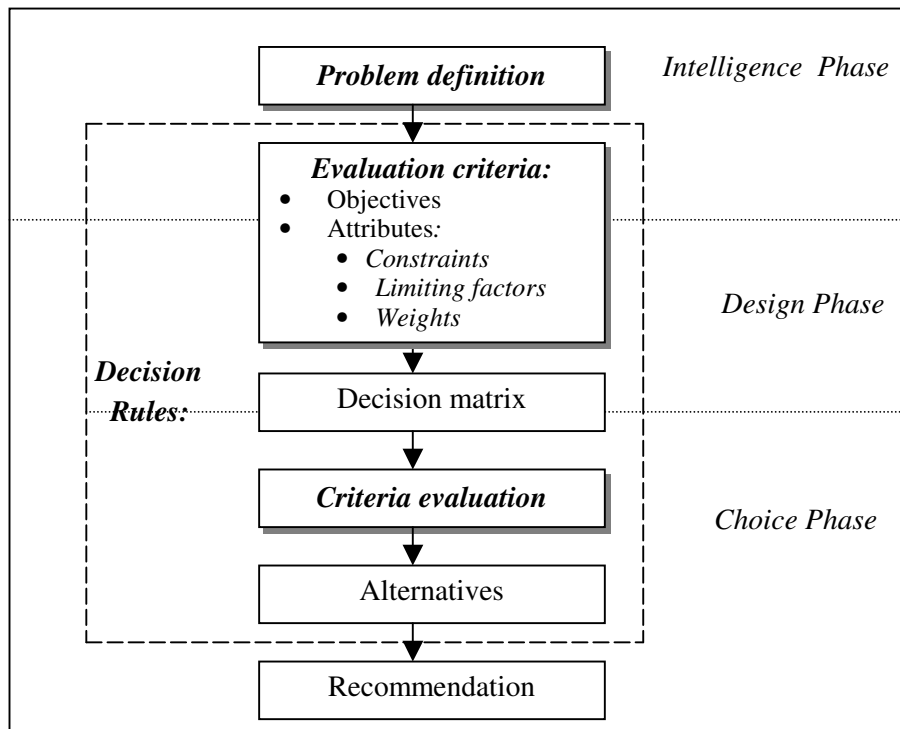 Problem definition
Intelligence Phase
Evaluation criteria:
• Objectives
• Attributes:
• Constraints
• Limiting factors
• Weights
Design Phase
Decision
Rules:
Decision matrix
Criteria evaluation
Choice Phase
Alternatives
Recommendation